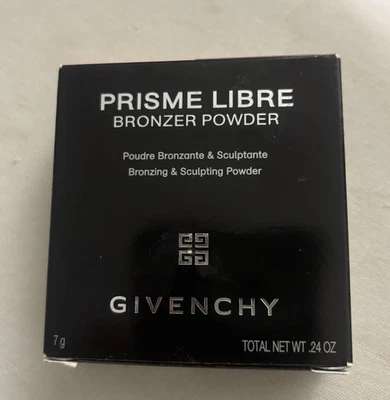 PRISME LIBRE
BRONZER POWDER
Poudre Bronzante & Sculptante
Bronzing & Sculpting Powder
GIVENCHY
7 g
TOTAL NET WT .24 OZ